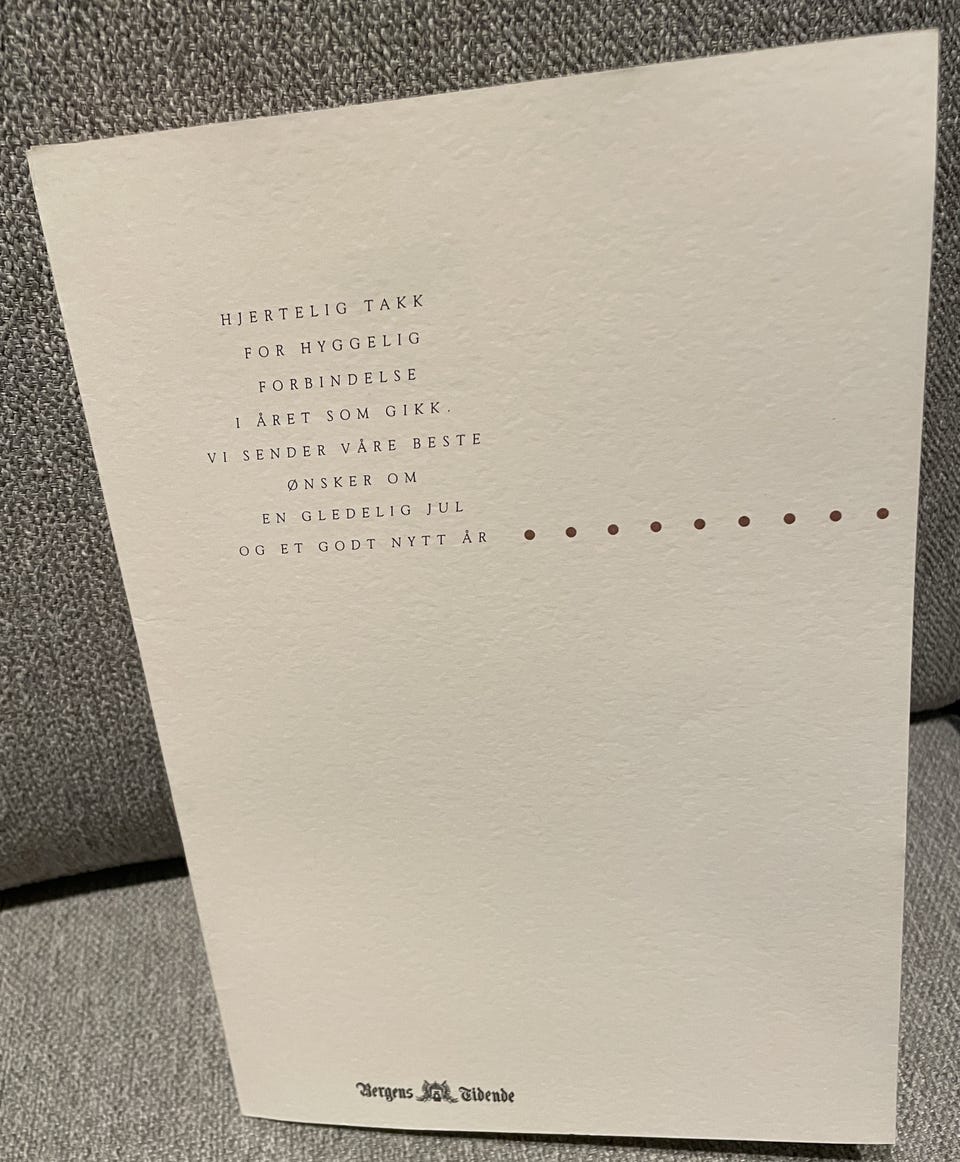 HJERTELIG TAKK
FOR HYGGELIG
FORBINDELSE
I ÅRET SOM GIKK.
VI SENDER VÅRE BESTE
ØNSKER OM
EN GLEDELIG JUL
OG ET GODT NYTT ÅR
Bergens Tidende